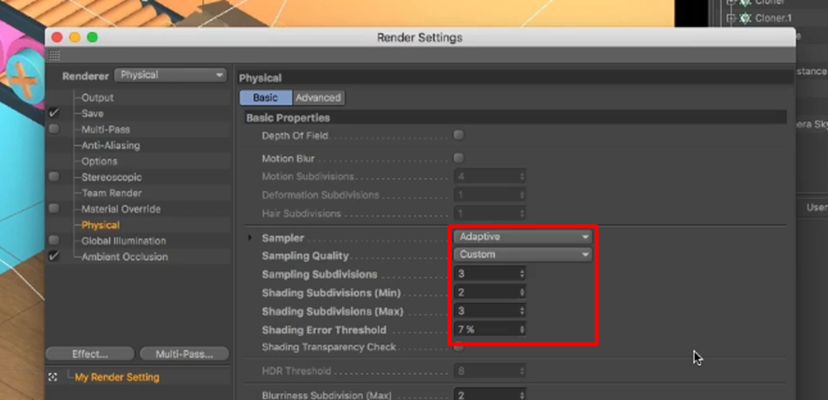 Cloner
Render Settings
Cloner.1
Renderer Physical
Physical
stance
Output
Basic Advanced
Save
Basic Properties
Multi-Pass
Depth Of Field
era Sky
Anti-Aliasing
Options
Motion Blur
Stereoscopic
Motion Subdivisions 4
Team Render
Deformation Subdivisions 1
Material Override
Hair Subdivisions 1
User
Physical
Global Illumination
Sampler Adaptive
Ambient Occlusion
Sampling Quality Custom
Sampling Subdivisions 3
Shading Subdivisions (Min) 2
Shading Subdivisions (Max) 3
Shading Error Threshold 7 %
Effect... Multi-Pass...
Shading Transparency Check
My Render Setting
HDR Threshold 8
Blurriness Subdivision (Max) 2